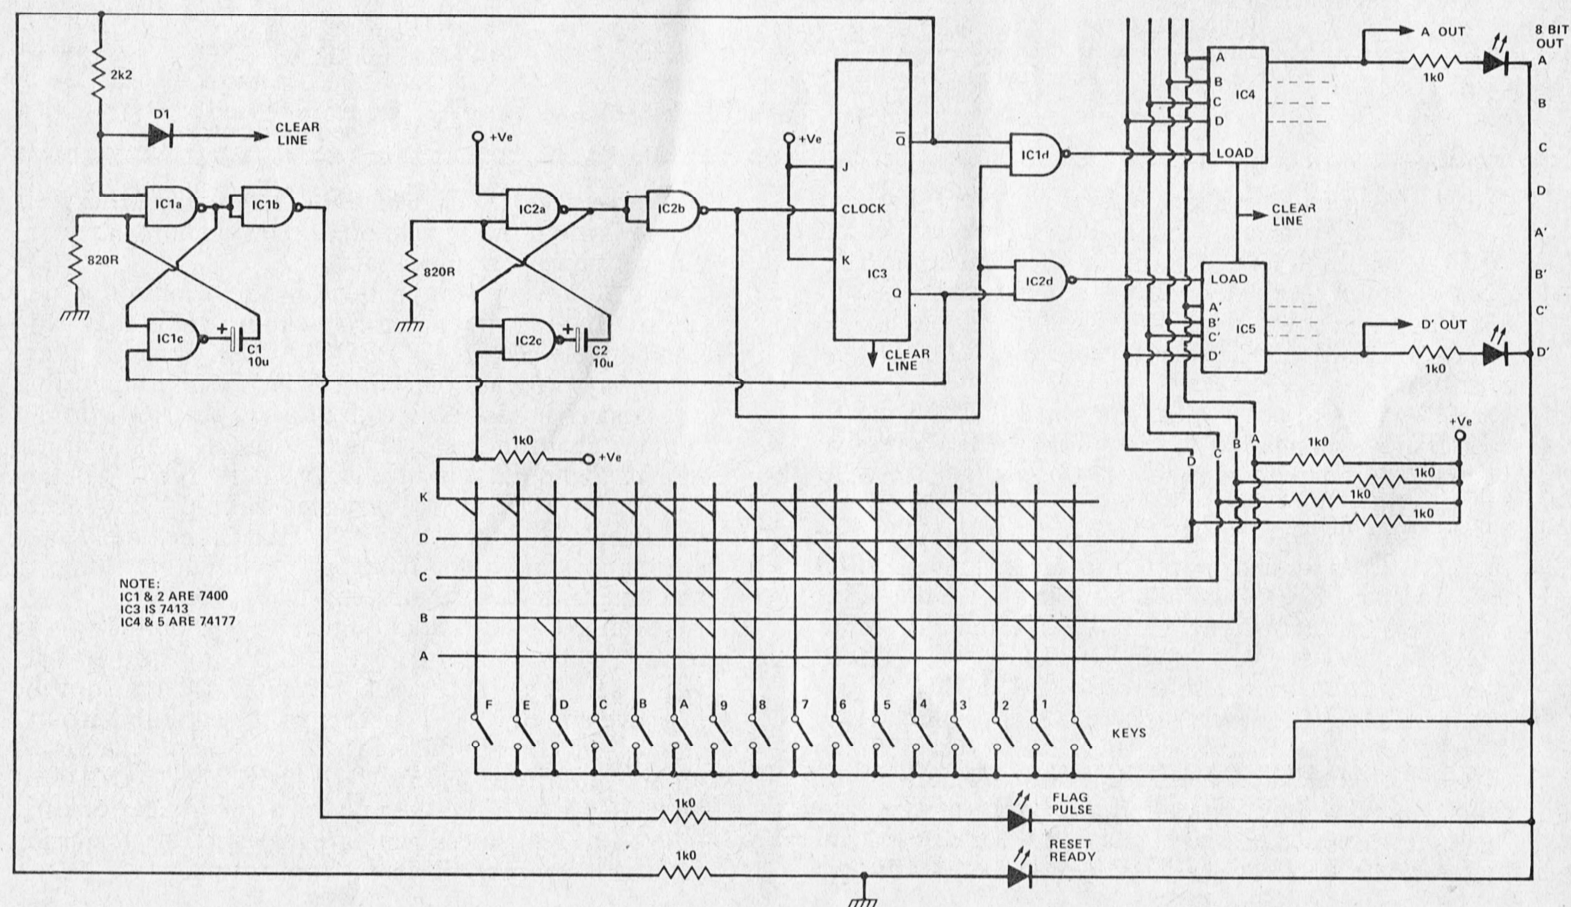 2k2
D1
CLEAR
LINE
IC1a
IC1b
820R
IC1c
+
C1
10u
+Ve
IC2a
IC2b
820R
IC2c
+
C2
10u
+Ve
Q̅
J
CLOCK
K
IC3
Q
CLEAR
LINE
IC1d
IC2d
A
B
IC4
C
D
LOAD
CLEAR
LINE
LOAD
A'
B'
C'
IC5
D'
A OUT
1k0
8 BIT
OUT
A
B
C
D
A'
B'
C'
D'
D' OUT
1k0
+Ve
1k0
1k0
1k0
1k0
B
A
C
D
1k0
+Ve
K
D
C
B
A
NOTE:
IC1 & 2 ARE 7400
IC3 IS 7413
IC4 & 5 ARE 74177
F
E
D
C
B
A
9
8
7
6
5
4
3
2
1
KEYS
1k0
FLAG
PULSE
1k0
RESET
READY